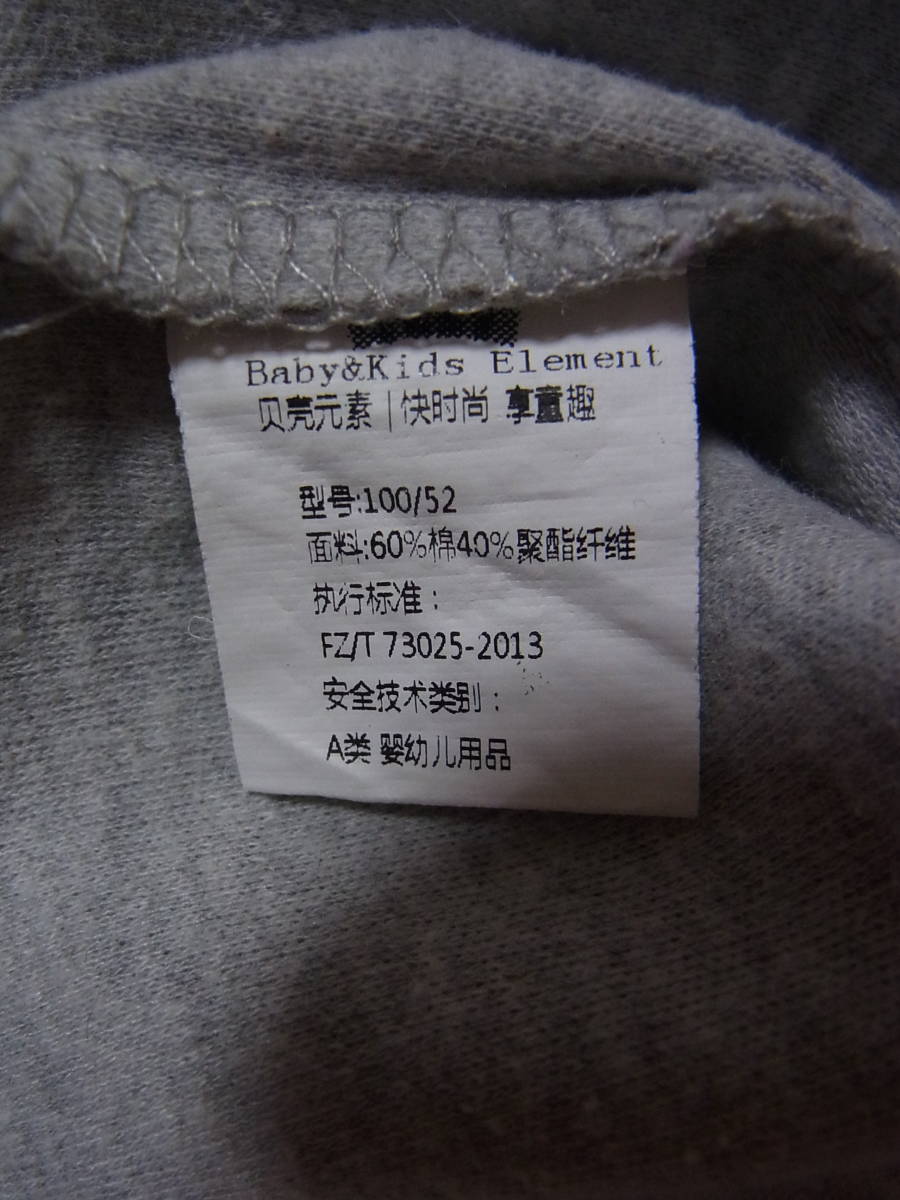 Baby&Kids Element
贝壳元素|快时尚 享童趣
型号:100/52
面料:60%棉40%聚酯纤维
执行标准：
FZ/T 73025-2013
安全技术类别：
A类 婴幼儿用品